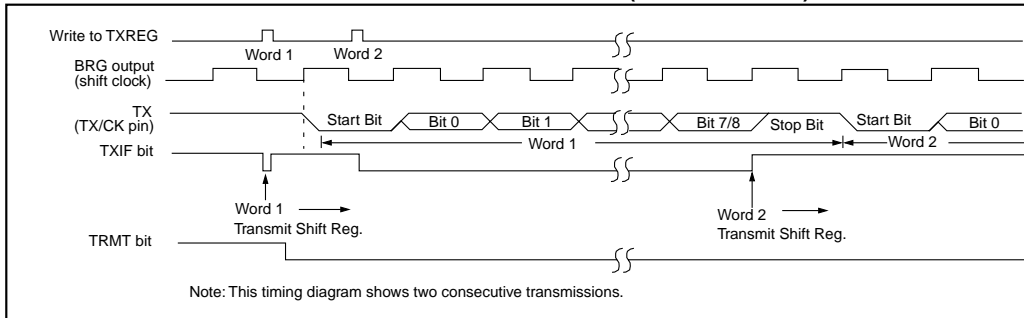 Write to TXREG
Word 1
Word 2
BRG output
(shift clock)
TX
(TX/CK pin)
Start Bit
Bit 0
Bit 1
Bit 7/8
Stop Bit
Start Bit
Bit 0
Word 1
Word 2
TXIF bit
Word 1
Transmit Shift Reg.
Word 2
Transmit Shift Reg.
TRMT bit
Note: This timing diagram shows two consecutive transmissions.